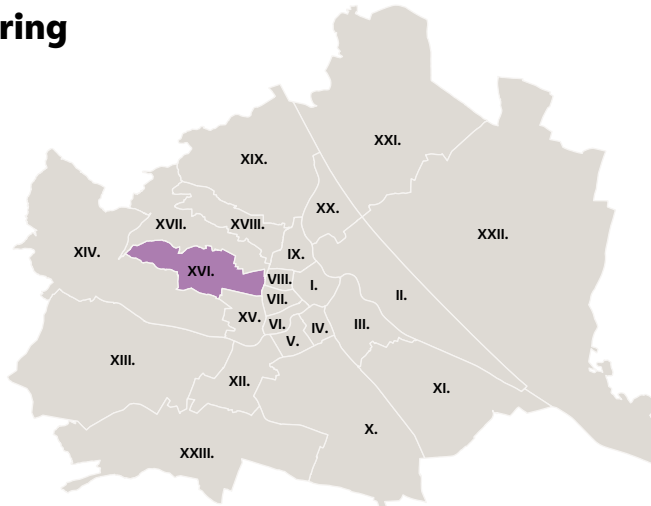 ring
XXI.
XIX.
XX.
XVII.
XVIII.
XXII.
XIV.
IX.
XVI.
VIII.
I.
VII.
II.
XV.
VI.
IV.
III.
V.
XIII.
XII.
XI.
X.
XXIII.